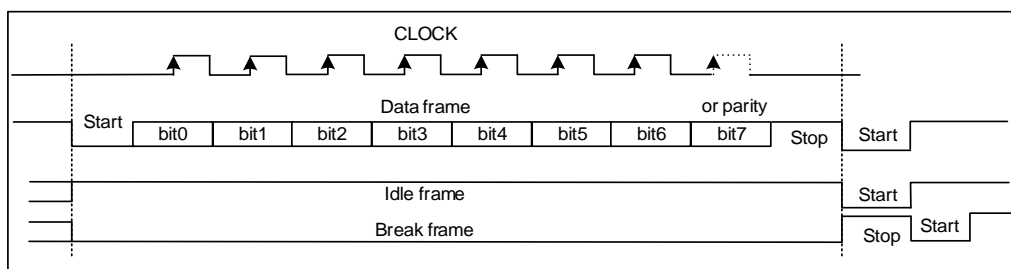 CLOCK
Data frame
or parity
Start
bit0 bit1 bit2 bit3 bit4 bit5 bit6 bit7
Stop
Start
Idle frame
Start
Break frame
Stop
Start